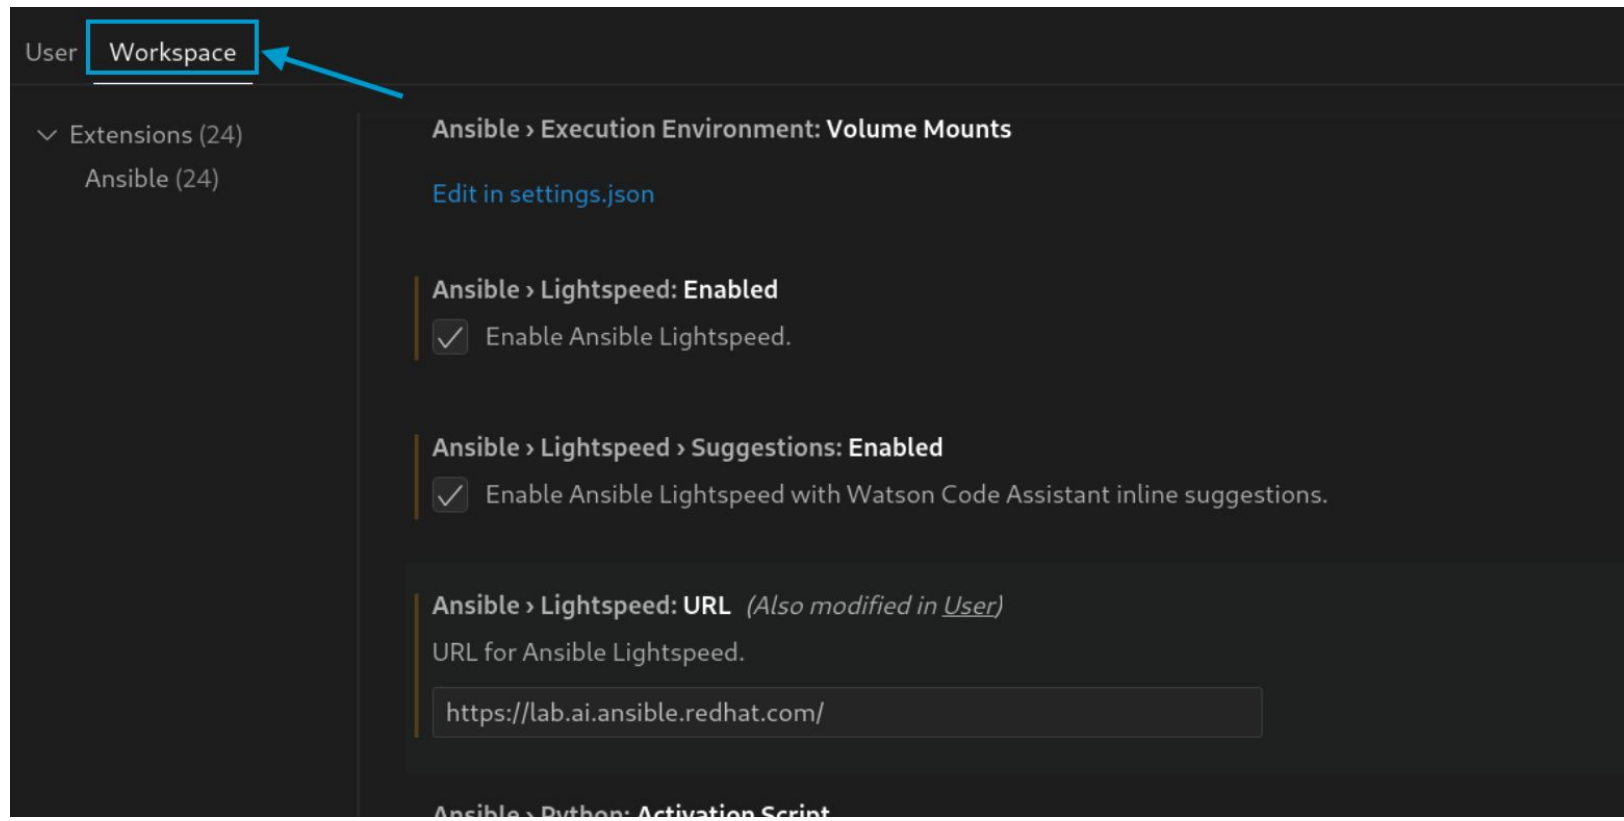 User Workspace
Extensions (24)
Ansible (24)
Ansible › Execution Environment: Volume Mounts
Edit in settings.json
Ansible › Lightspeed: Enabled
Enable Ansible Lightspeed.
Ansible › Lightspeed › Suggestions: Enabled
Enable Ansible Lightspeed with Watson Code Assistant inline suggestions.
Ansible › Lightspeed: URL (Also modified in User)
URL for Ansible Lightspeed.
https://lab.ai.ansible.redhat.com/
Ansible › Python: Activation Script